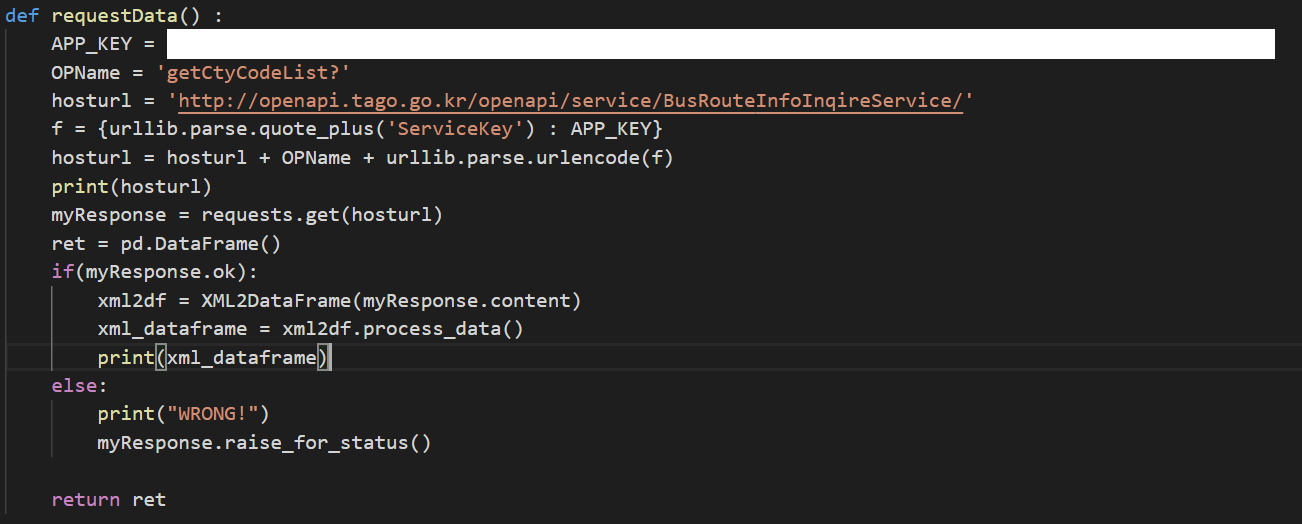 def requestData() :
    APP_KEY =
    OPName = 'getCtyCodeList?'
    hosturl = 'http://openapi.tago.go.kr/openapi/service/BusRouteInfoInqireService/'
    f = {urllib.parse.quote_plus('ServiceKey') : APP_KEY}
    hosturl = hosturl + OPName + urllib.parse.urlencode(f)
    print(hosturl)
    myResponse = requests.get(hosturl)
    ret = pd.DataFrame()
    if(myResponse.ok):
        xml2df = XML2DataFrame(myResponse.content)
        xml_dataframe = xml2df.process_data()
        print(xml_dataframe)
    else:
        print("WRONG!")
        myResponse.raise_for_status()
    return ret